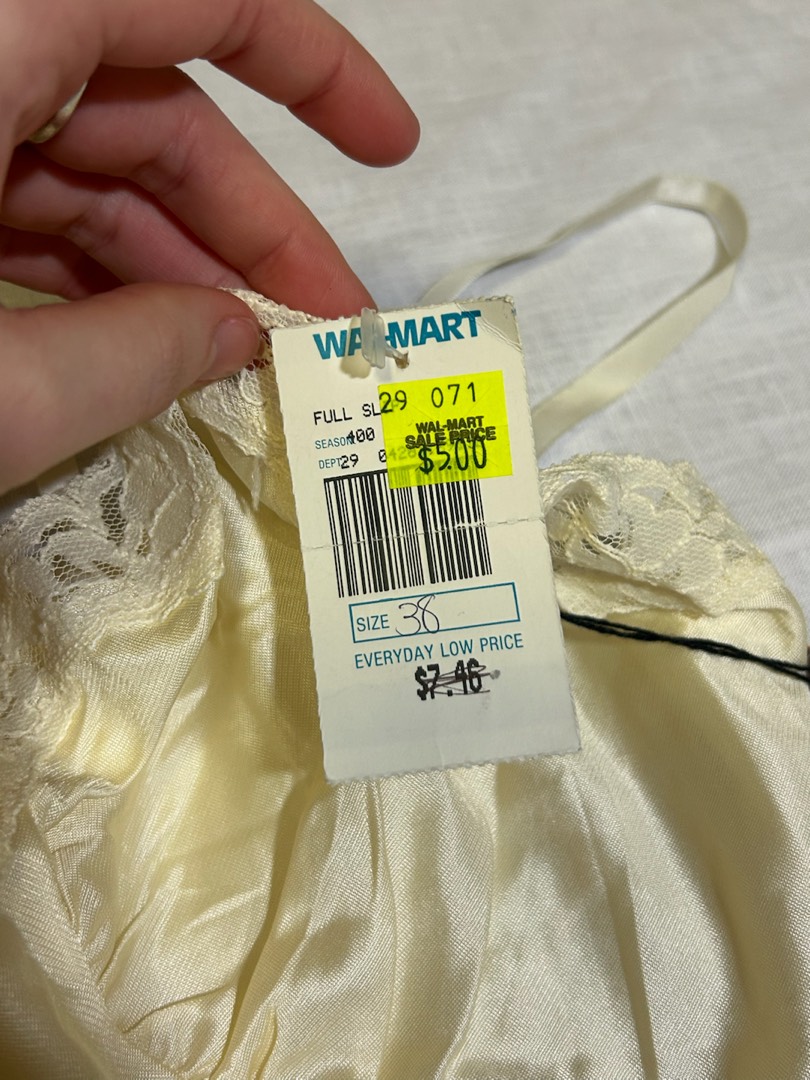 WAL-MART
29 071
FULL SL
WAL-MART
SALE PRICE
$5.00
SEASON 400
DEPT 29
SIZE 38
EVERYDAY LOW PRICE
$7.46